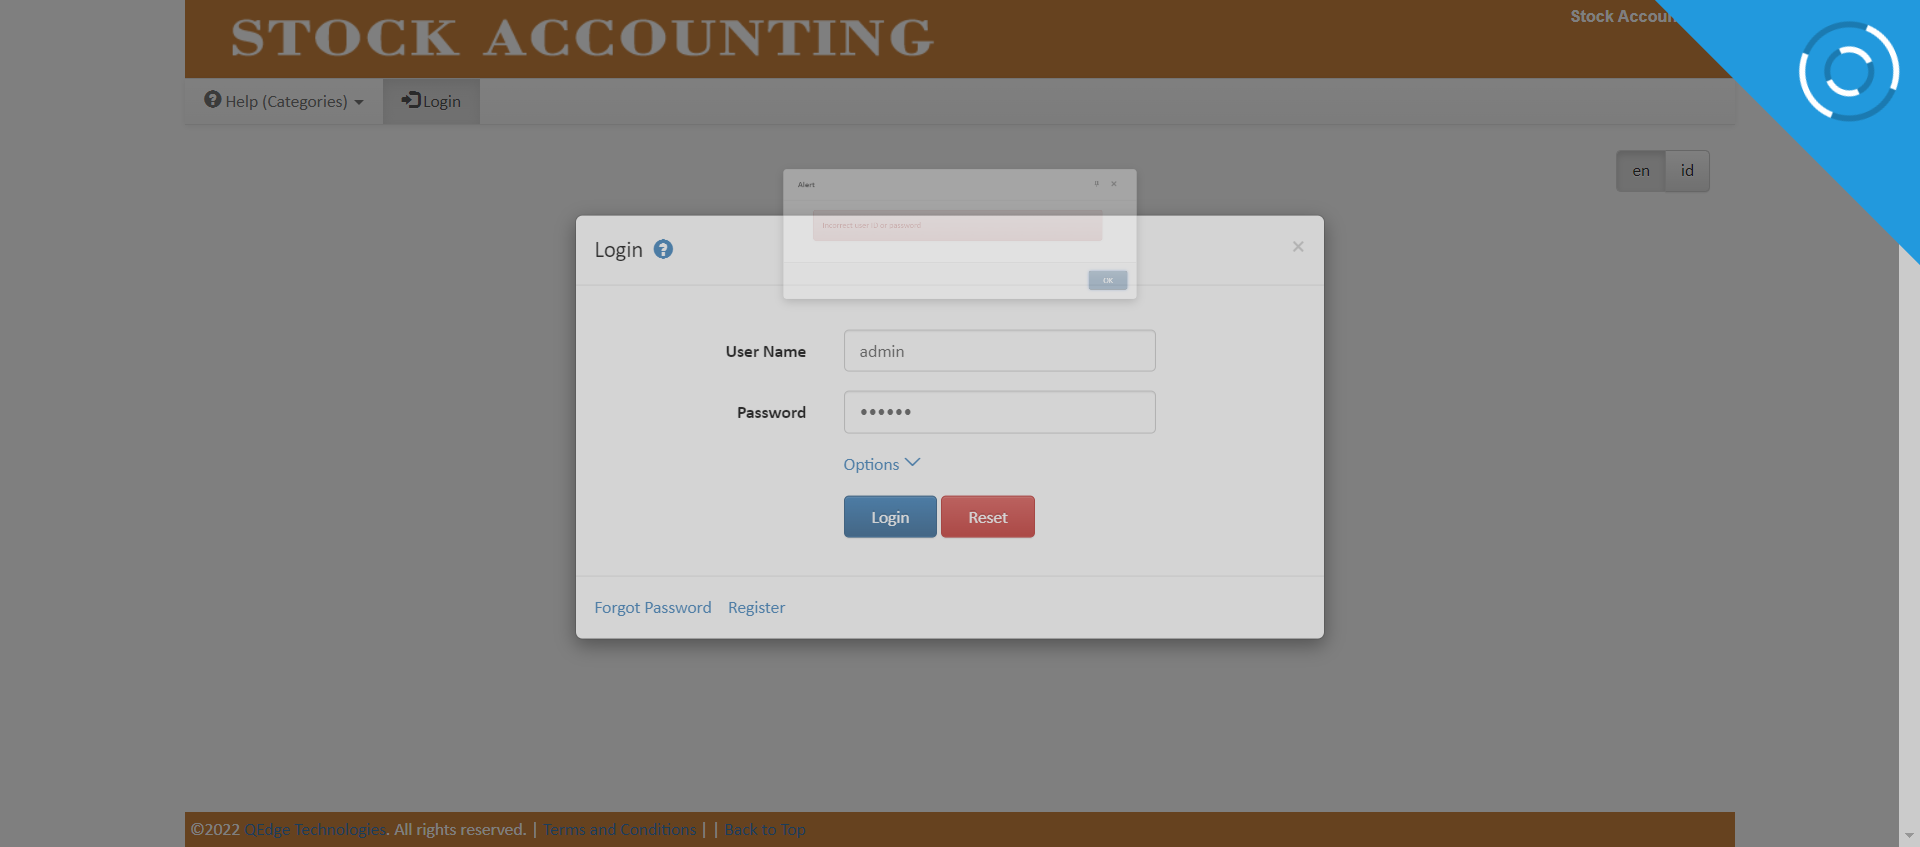 STOCK ACCOUNTING
Stock Accoun
Help (Categories)
Login
en
id
Alert
Incorrect user ID or password
OK
Login
User Name
admin
Password
••••••
Options
Login
Reset
Forgot Password
Register
©2022 QEdge Technologies. All rights reserved. | Terms and Conditions | | Back to Top